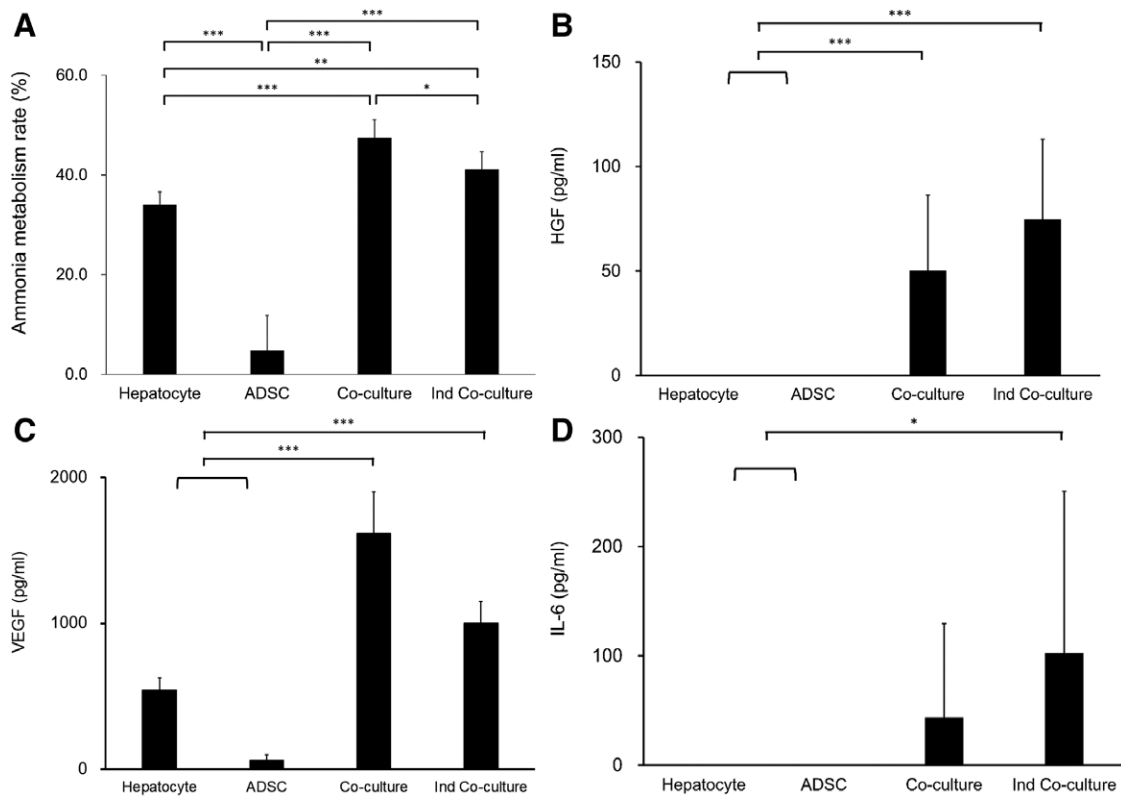 A
***
***
***
**
***
*
Ammonia metabolism rate (%)
60.0
40.0
20.0
0.0
Hepatocyte ADSC Co-culture Ind Co-culture
B
***
***
HGF (pg/ml)
150
100
50
0
Hepatocyte ADSC Co-culture Ind Co-culture
C
***
***
VEGF (pg/ml)
2000
1000
0
Hepatocyte ADSC Co-culture Ind Co-culture
D
*
IL-6 (pg/ml)
300
200
100
0
Hepatocyte ADSC Co-culture Ind Co-culture